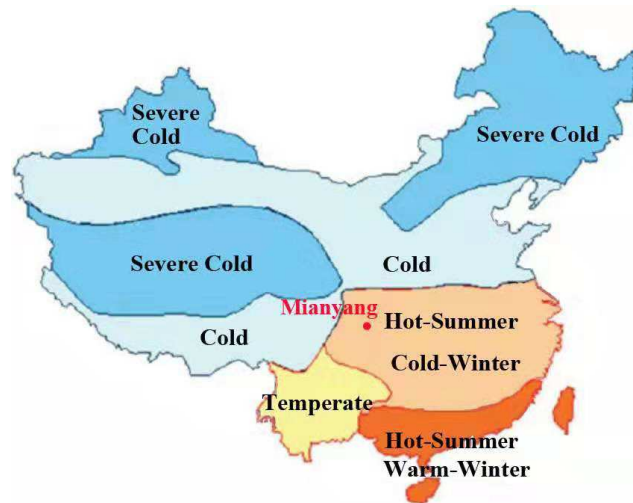 Severe
Cold
Severe Cold
Severe Cold
Cold
Mianyang
Hot-Summer
Cold
Cold-Winter
Temperate
Hot-Summer
Warm-Winter